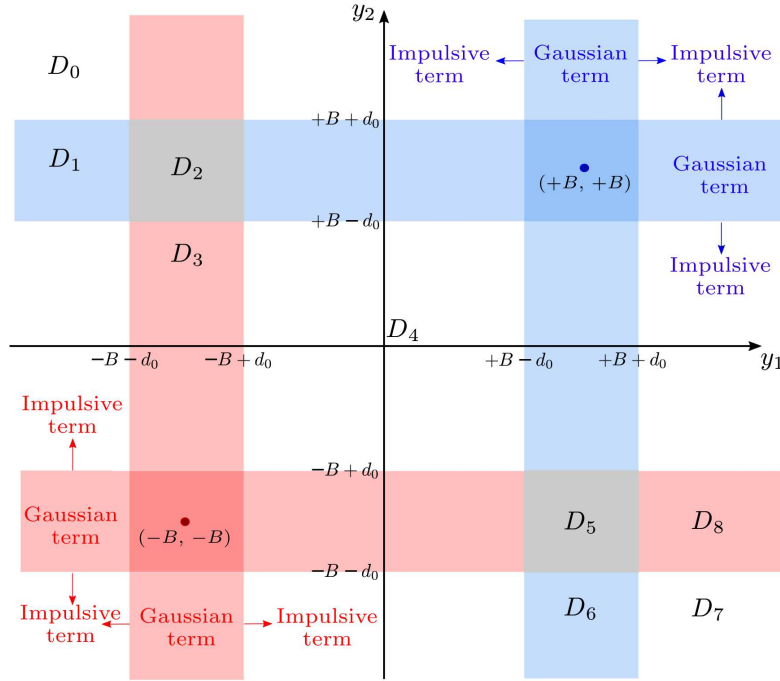 y₂
Impulsive
term
Gaussian
term
Impulsive
term
D₀
+B + d₀
D₁
D₂
Gaussian
term
(+B, +B)
+B − d₀
D₃
Impulsive
term
D₄
−B − d₀
−B + d₀
+B − d₀
+B + d₀
y₁
Impulsive
term
−B + d₀
Gaussian
term
(−B, −B)
D₅
D₈
−B − d₀
Impulsive
term
Gaussian
term
Impulsive
term
D₆
D₇